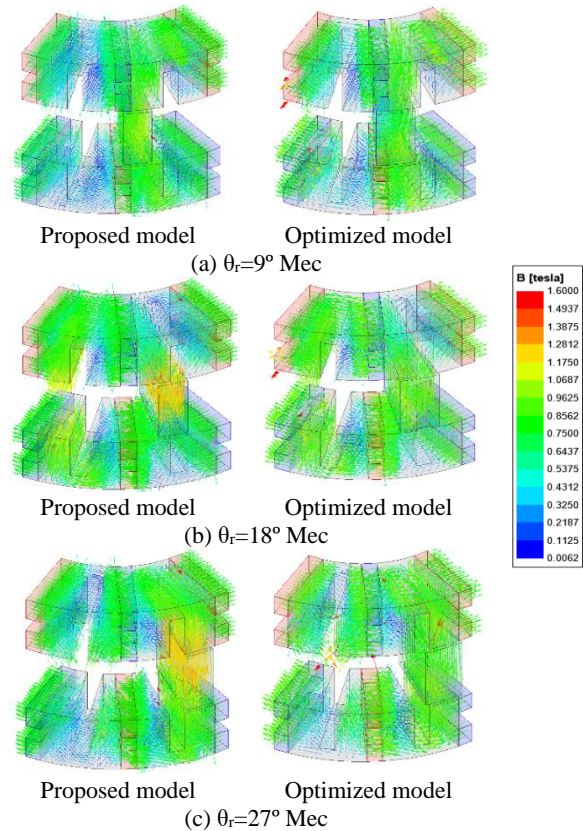 Proposed model Optimized model
(a) θr=9º Mec
Proposed model Optimized model
(b) θr=18º Mec
B [tesla]
1.6000
1.4937
1.3875
1.2812
1.1750
1.0687
0.9625
0.8562
0.7500
0.6437
0.5375
0.4312
0.3250
0.2187
0.1125
0.0062
Proposed model Optimized model
(c) θr=27º Mec